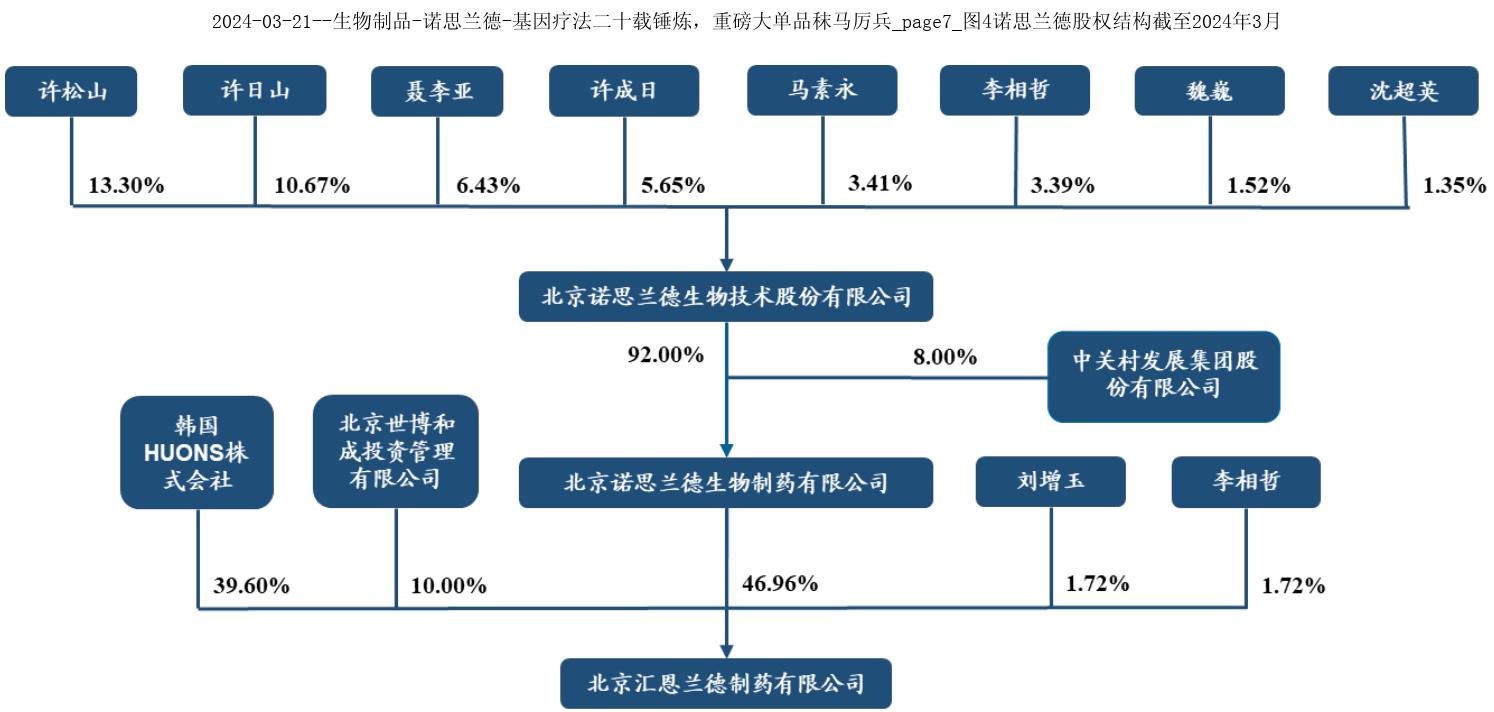 2024-03-21--生物制品-诺思兰德-基因疗法二十载锤炼，重磅大单品秣马厉兵_page7_图4诺思兰德股权结构截至2024年3月
许松山
许日山
聂李亚
许成日
马素永
李相哲
魏巍
沈超英
13.30%
10.67%
6.43%
5.65%
3.41%
3.39%
1.52%
1.35%
北京诺思兰德生物技术股份有限公司
92.00%
8.00%
中关村发展集团股
份有限公司
韩国
HUONS株
式会社
北京世博和
成投资管理
有限公司
北京诺思兰德生物制药有限公司
刘增玉
李相哲
39.60%
10.00%
46.96%
1.72%
1.72%
北京汇恩兰德制药有限公司